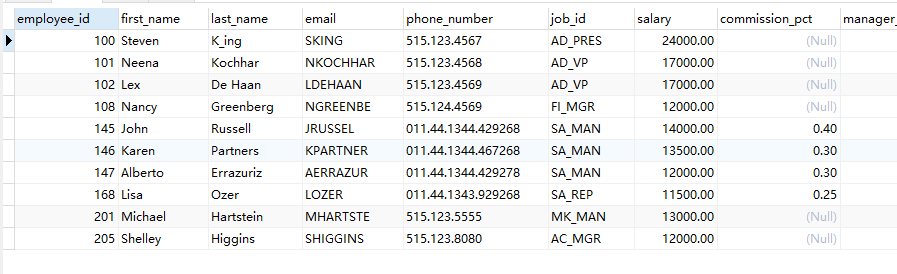 employee_id first_name last_name email phone_number job_id salary commission_pct manager_
100 Steven K_ing SKING 515.123.4567 AD_PRES 24000.00 (Null)
101 Neena Kochhar NKOCHHAR 515.123.4568 AD_VP 17000.00 (Null)
102 Lex De Haan LDEHAAN 515.123.4569 AD_VP 17000.00 (Null)
108 Nancy Greenberg NGREENBE 515.124.4569 FI_MGR 12000.00 (Null)
145 John Russell JRUSSEL 011.44.1344.429268 SA_MAN 14000.00 0.40
146 Karen Partners KPARTNER 011.44.1344.467268 SA_MAN 13500.00 0.30
147 Alberto Errazuriz AERRAZUR 011.44.1344.429278 SA_MAN 12000.00 0.30
168 Lisa Ozer LOZER 011.44.1343.929268 SA_REP 11500.00 0.25
201 Michael Hartstein MHARTSTE 515.123.5555 MK_MAN 13000.00 (Null)
205 Shelley Higgins SHIGGINS 515.123.8080 AC_MGR 12000.00 (Null)